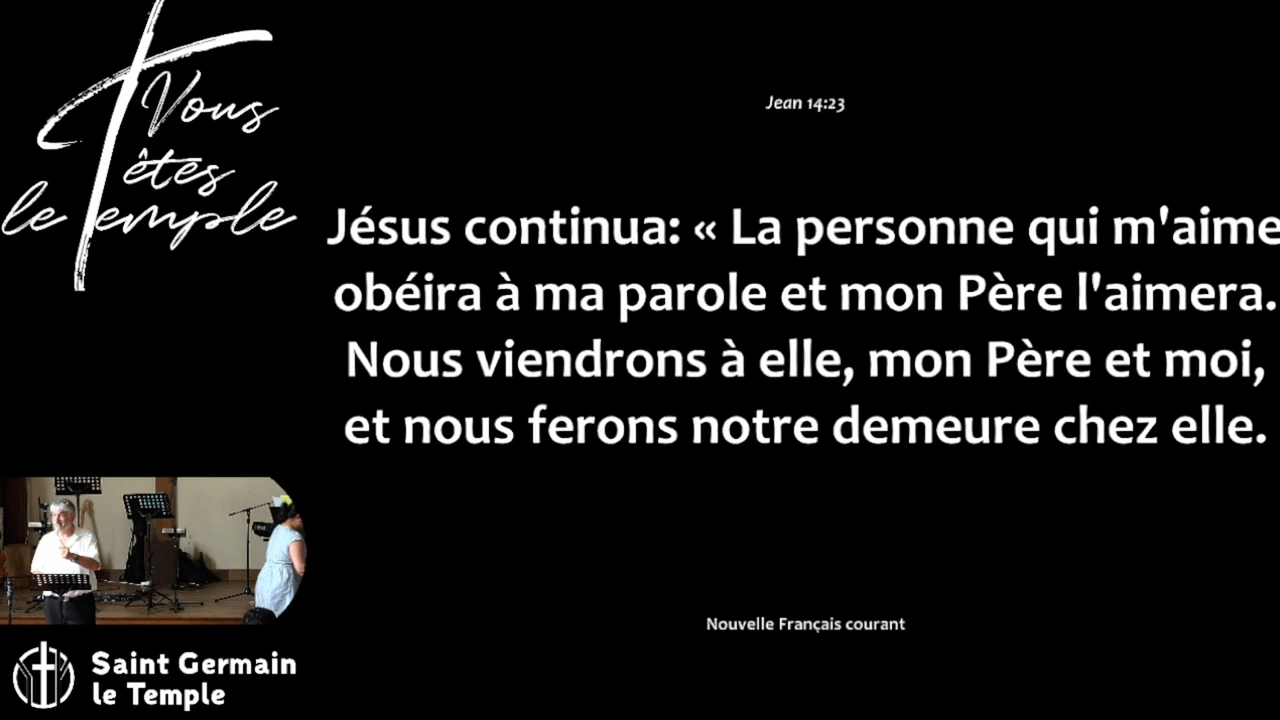 Vous
êtes
le Temple
Jean 14:23
Jésus continua: « La personne qui m'aime
obéira à ma parole et mon Père l'aimera.
Nous viendrons à elle, mon Père et moi,
et nous ferons notre demeure chez elle.
Nouvelle Français courant
Saint Germain
le Temple